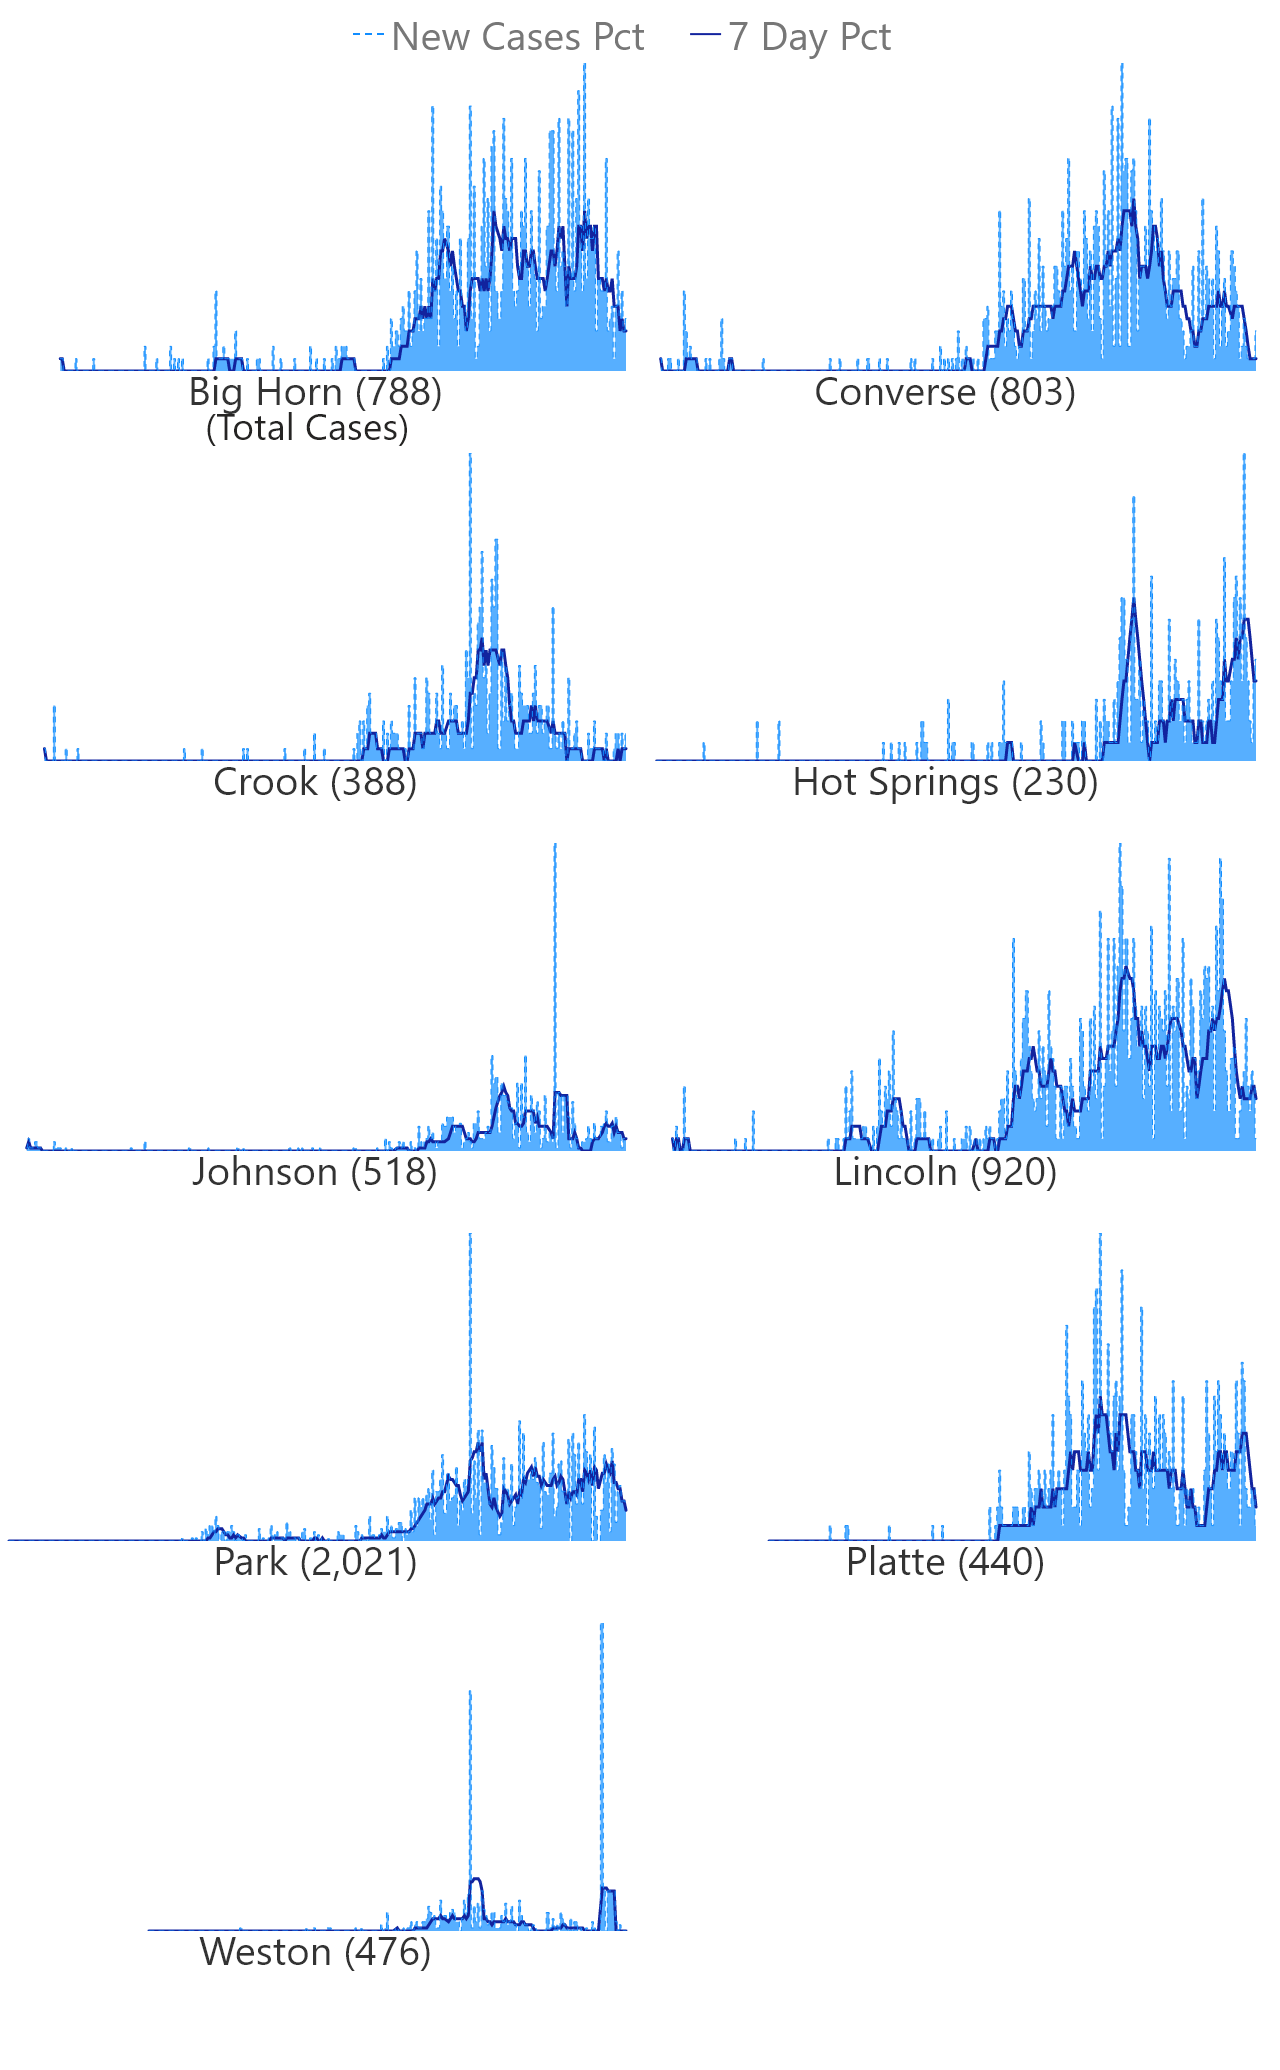 New Cases Pct 7 Day Pct
Big Horn (788) Converse (803)
(Total Cases)
Crook (388) Hot Springs (230)
Johnson (518) Lincoln (920)
Park (2,021) Platte (440)
Weston (476)